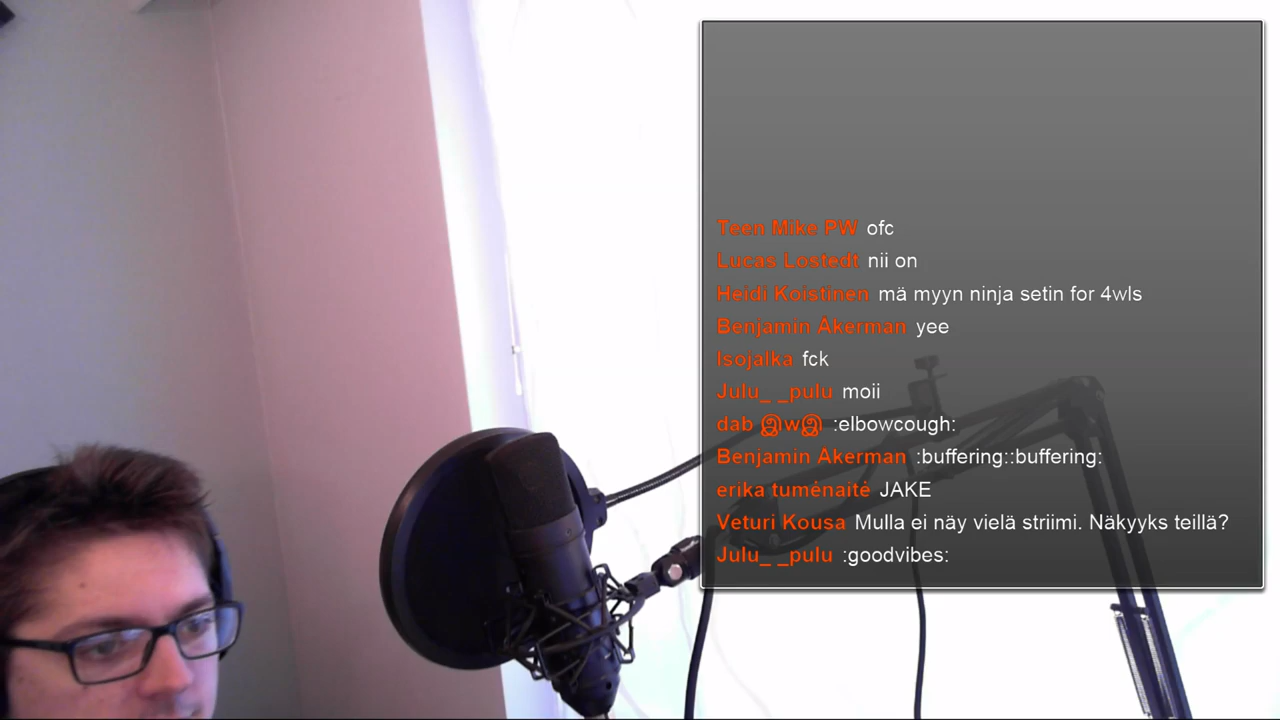 Teen Mike PW ofc
Lucas Lostedt nii on
Heidi Koistinen mä myyn ninja setin for 4wls
Benjamin Åkerman yee
Isojalka fck
Julu_ _pulu moii
dab இwஇ :elbowcough:
Benjamin Åkerman :buffering::buffering:
erika tumėnaitė JAKE
Veturi Kousa Mulla ei näy vielä striimi. Näkyyks teillä?
Julu_ _pulu :goodvibes: